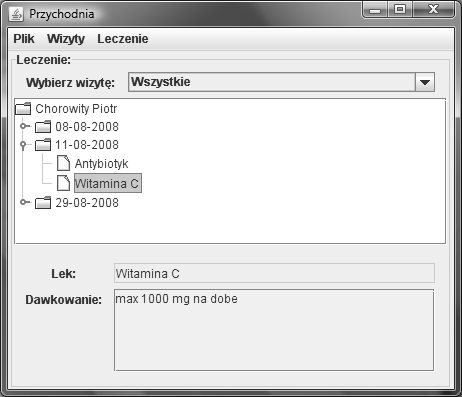 Przychodnia
Plik Wizyty Leczenie
Leczenie:
Wybierz wizytę: Wszystkie
Chorowity Piotr
08-08-2008
11-08-2008
Antybiotyk
Witamina C
29-08-2008
Lek: Witamina C
Dawkowanie: max 1000 mg na dobe